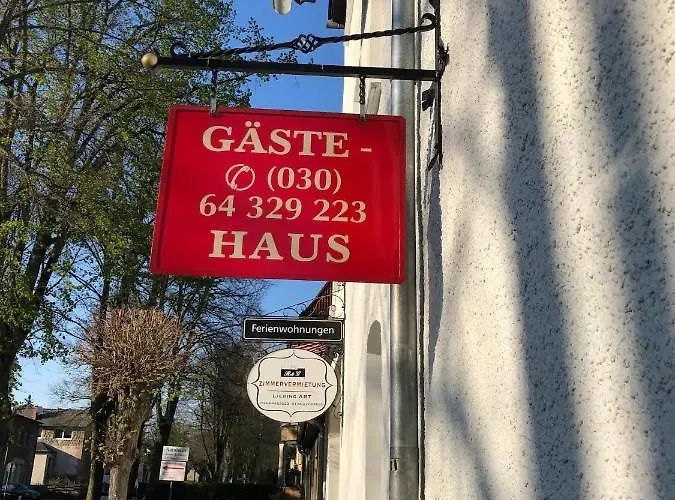 GÄSTE -
✆ (030)
64 329 223
HAUS
Ferienwohnungen
ZIMMERVERMIETUNG